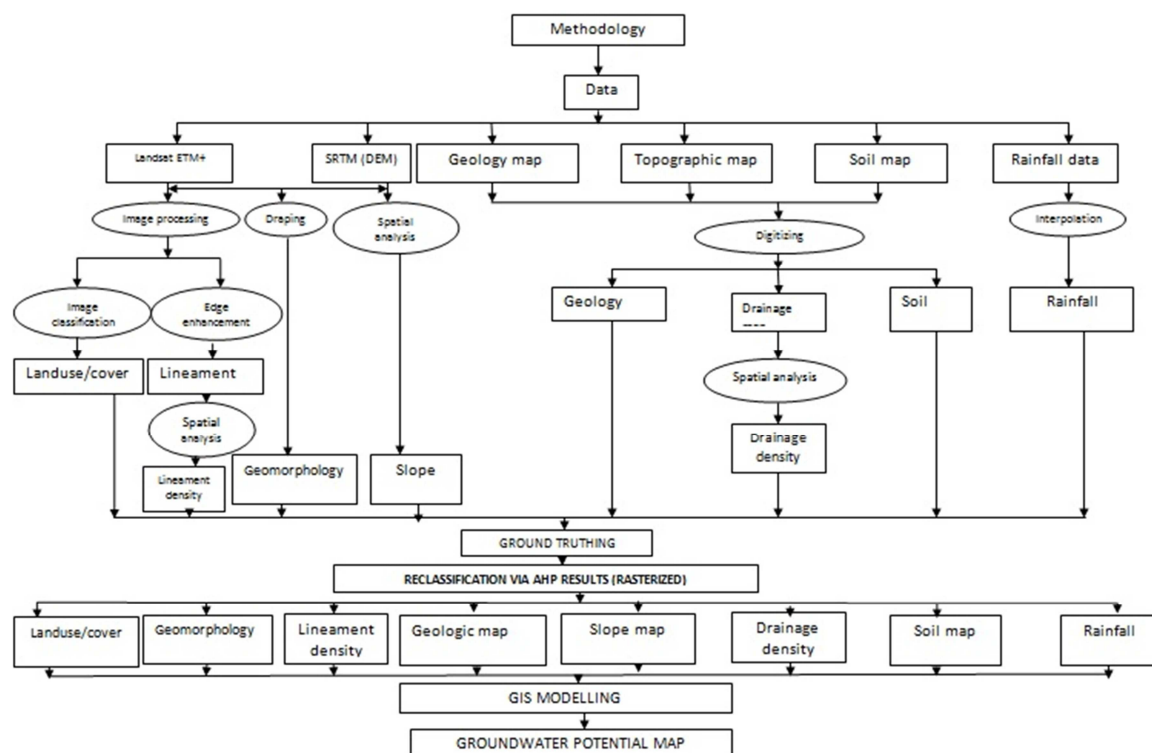 Methodology
Data
Landsat ETM+
SRTM (DEM)
Geology map
Topographic map
Soil map
Rainfall data
Image processing
Draping
Spatial
analysis
Digitizing
Interpolation
Image
classification
Edge
enhancement
Geology
Drainage
Soil
Rainfall
Landuse/cover
Lineament
Spatial analysis
Spatial
analysis
Drainage
density
Lineament
density
Geomorphology
Slope
GROUND TRUTHING
RECLASSIFICATION VIA AHP RESULTS (RASTERIZED)
Landuse/cover
Geomorphology
Lineament
density
Geologic map
Slope map
Drainage
density
Soil map
Rainfall
GIS MODELLING
GROUNDWATER POTENTIAL MAP